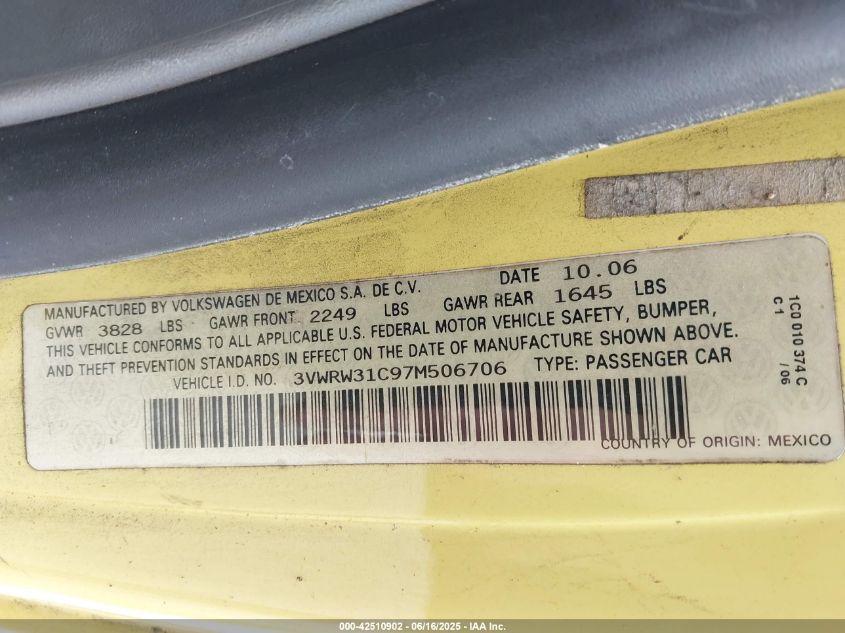 MANUFACTURED BY VOLKSWAGEN DE MEXICO S.A. DE C.V. DATE 10.06
GVWR 3828 LBS GAWR FRONT 2249 LBS GAWR REAR 1645 LBS
THIS VEHICLE CONFORMS TO ALL APPLICABLE U.S. FEDERAL MOTOR VEHICLE SAFETY, BUMPER,
AND THEFT PREVENTION STANDARDS IN EFFECT ON THE DATE OF MANUFACTURE SHOWN ABOVE.
VEHICLE I.D. NO. 3VWRW31C97M506706 TYPE: PASSENGER CAR
COUNTRY OF ORIGIN: MEXICO
1C0 010 374 C
C1 /06
000-42510902 - 06/16/2025 - IAA Inc.